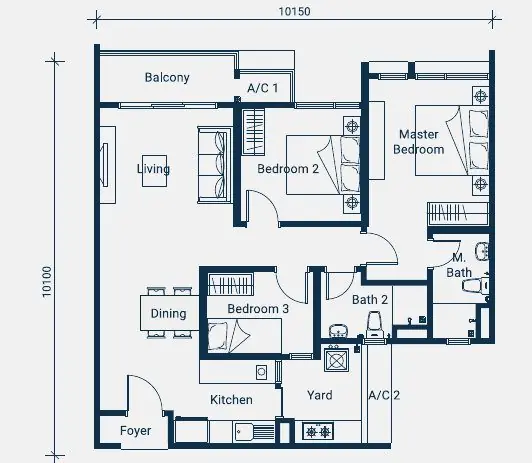 10150
Balcony
A/C 1
Living
Bedroom 2
Master
Bedroom
10100
M.
Bath
Dining
Bedroom 3
Bath 2
Kitchen
Yard
A/C 2
Foyer